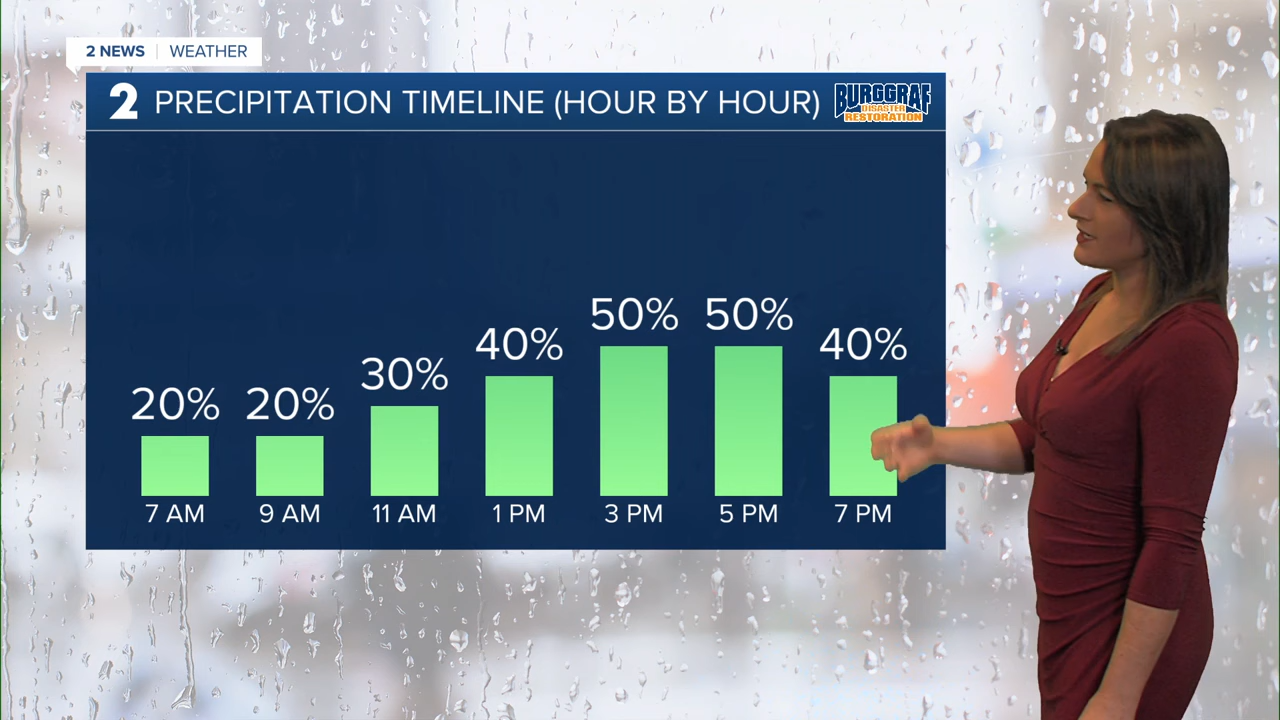 2 NEWS | WEATHER
2 PRECIPITATION TIMELINE (HOUR BY HOUR)
BURGGRAF
DISASTER
RESTORATION
20% 20% 30% 40% 50% 50% 40%
7 AM 9 AM 11 AM 1 PM 3 PM 5 PM 7 PM